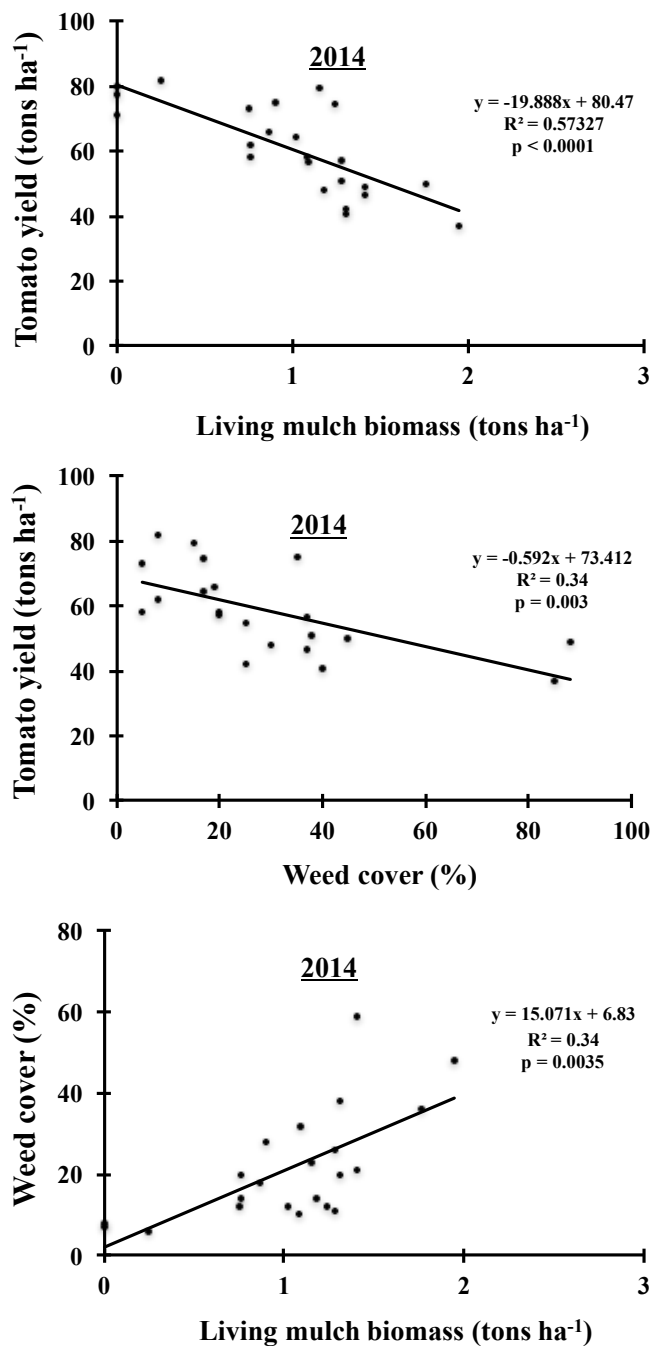 100
2014
80
y = -19.888x + 80.47
R² = 0.57327
p < 0.0001
60
40
20
0
Tomato yield (tons ha⁻¹)
0 1 2 3
Living mulch biomass (tons ha⁻¹)
100
2014
80
y = -0.592x + 73.412
R² = 0.34
p = 0.003
60
40
20
0
Tomato yield (tons ha⁻¹)
0 20 40 60 80 100
Weed cover (%)
80
2014
60
y = 15.071x + 6.83
R² = 0.34
p = 0.0035
40
20
0
Weed cover (%)
0 1 2 3
Living mulch biomass (tons ha⁻¹)